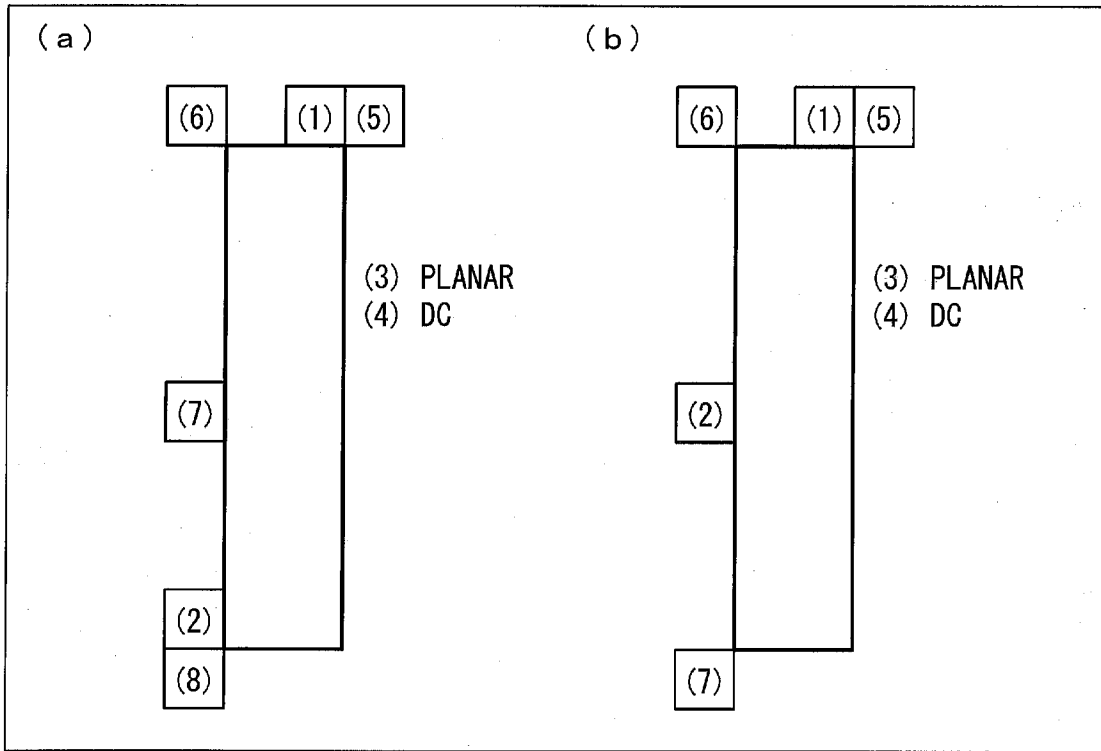 (a)
(6) (1) (5)
(3) PLANAR
(4) DC
(7)
(2)
(8)
(b)
(6) (1) (5)
(3) PLANAR
(4) DC
(2)
(7)